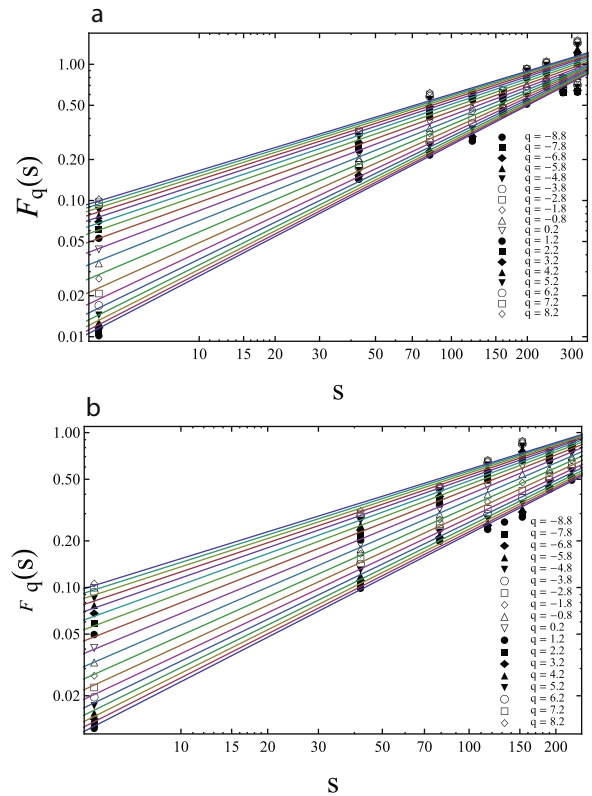 a
1.00
0.50
0.20
0.10
0.05
0.02
0.01
F_q(s)
10 15 20 30 50 70 100 150 200 300
s
q = −8.8
q = −7.8
q = −6.8
q = −5.8
q = −4.8
q = −3.8
q = −2.8
q = −1.8
q = −0.8
q = 0.2
q = 1.2
q = 2.2
q = 3.2
q = 4.2
q = 5.2
q = 6.2
q = 7.2
q = 8.2
b
1.00
0.50
0.20
0.10
0.05
0.02
F q(s)
10 15 20 30 50 70 100 150 200
s
q = −8.8
q = −7.8
q = −6.8
q = −5.8
q = −4.8
q = −3.8
q = −2.8
q = −1.8
q = −0.8
q = 0.2
q = 1.2
q = 2.2
q = 3.2
q = 4.2
q = 5.2
q = 6.2
q = 7.2
q = 8.2